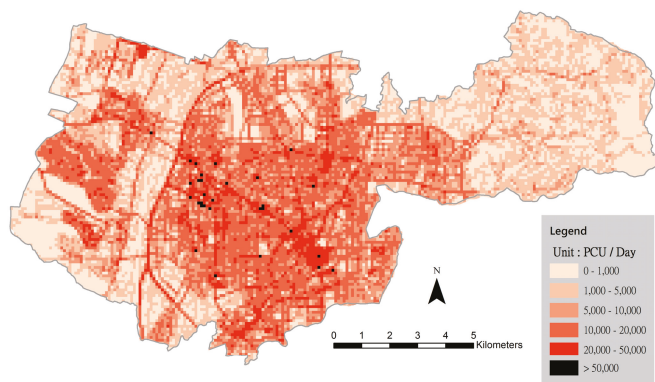 Legend
Unit : PCU / Day
0 - 1,000
1,000 - 5,000
5,000 - 10,000
10,000 - 20,000
20,000 - 50,000
> 50,000
N
0 1 2 3 4 5
Kilometers